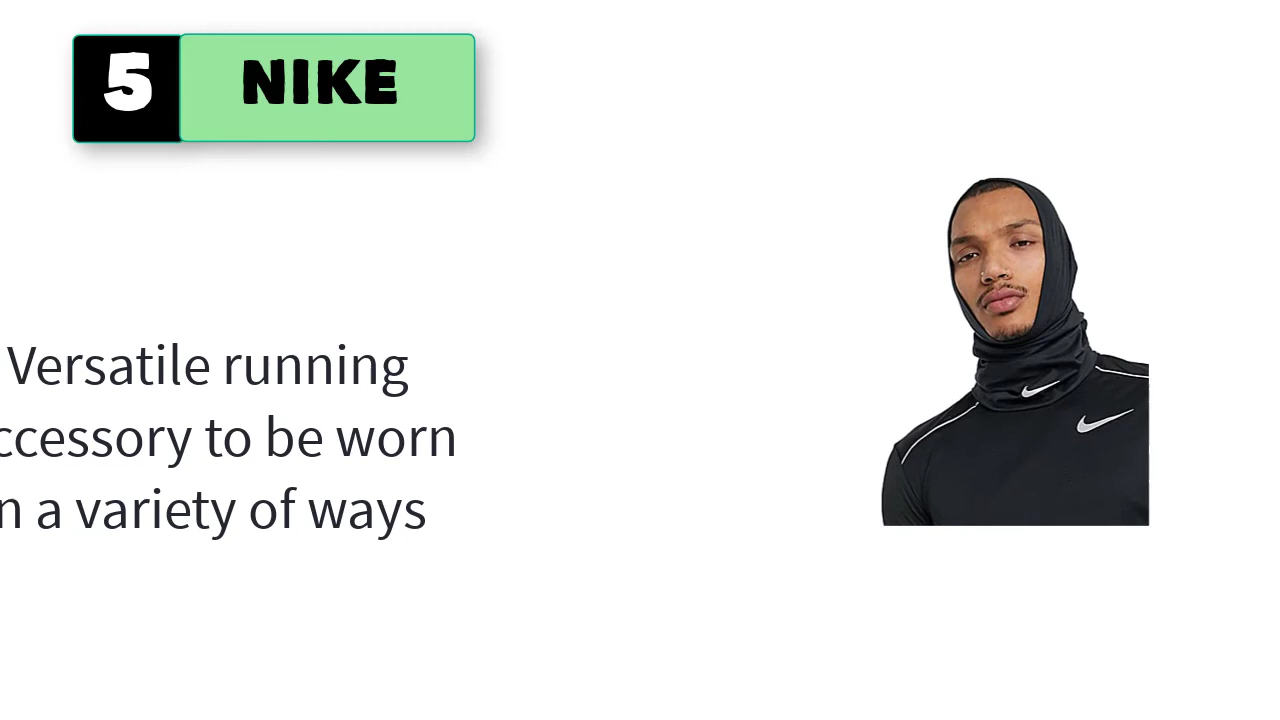 5 NIKE
Versatile running
ccessory to be worn
n a variety of ways